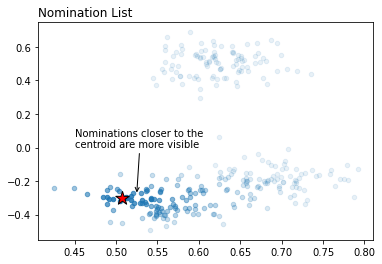 Nomination List
0.6
0.4
0.2
0.0
−0.2
−0.4
Nominations closer to the
centroid are more visible
0.45 0.50 0.55 0.60 0.65 0.70 0.75 0.80